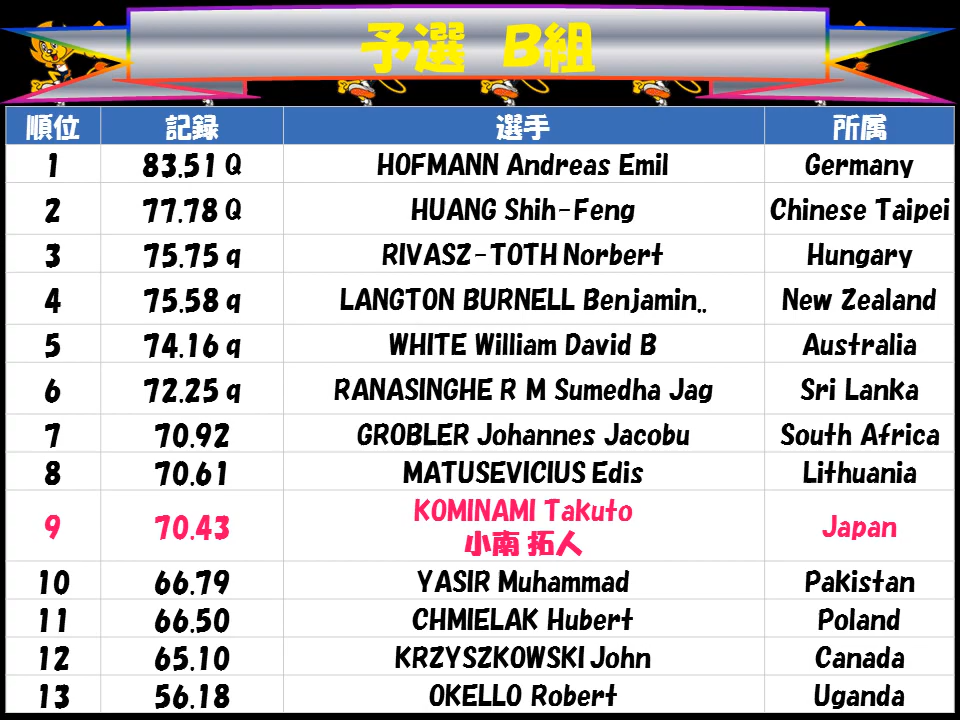 予選 B組
順位 記録 選手 所属
1 83.51 Q HOFMANN Andreas Emil Germany
2 77.78 Q HUANG Shih-Feng Chinese Taipei
3 75.75 q RIVASZ-TOTH Norbert Hungary
4 75.58 q LANGTON BURNELL Benjamin.. New Zealand
5 74.16 q WHITE William David B Australia
6 72.25 q RANASINGHE R M Sumedha Jag Sri Lanka
7 70.92 GROBLER Johannes Jacobu South Africa
8 70.61 MATUSEVICIUS Edis Lithuania
9 70.43 KOMINAMI Takuto Japan
小南 拓人
10 66.79 YASIR Muhammad Pakistan
11 66.50 CHMIELAK Hubert Poland
12 65.10 KRZYSZKOWSKI John Canada
13 56.18 OKELLO Robert Uganda